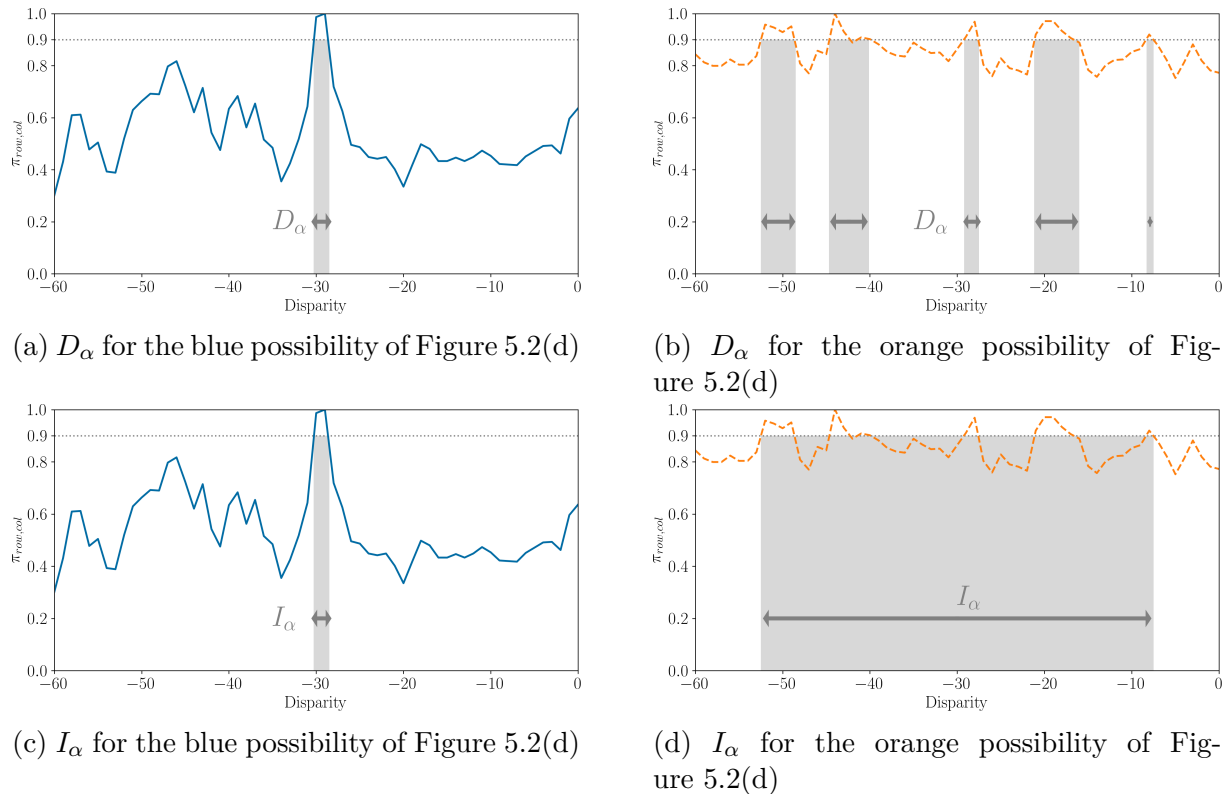 1.0
0.9
0.8
0.6
0.4
0.2
0.0
π_{row,col}
D_α
−60 −50 −40 −30 −20 −10 0
Disparity
(a) D_α for the blue possibility of Figure 5.2(d)
1.0
0.9
0.8
0.6
0.4
0.2
0.0
π_{row,col}
D_α
−60 −50 −40 −30 −20 −10 0
Disparity
(b) D_α for the orange possibility of Fig-
ure 5.2(d)
1.0
0.9
0.8
0.6
0.4
0.2
0.0
π_{row,col}
I_α
−60 −50 −40 −30 −20 −10 0
Disparity
(c) I_α for the blue possibility of Figure 5.2(d)
1.0
0.9
0.8
0.6
0.4
0.2
0.0
π_{row,col}
I_α
−60 −50 −40 −30 −20 −10 0
Disparity
(d) I_α for the orange possibility of Fig-
ure 5.2(d)